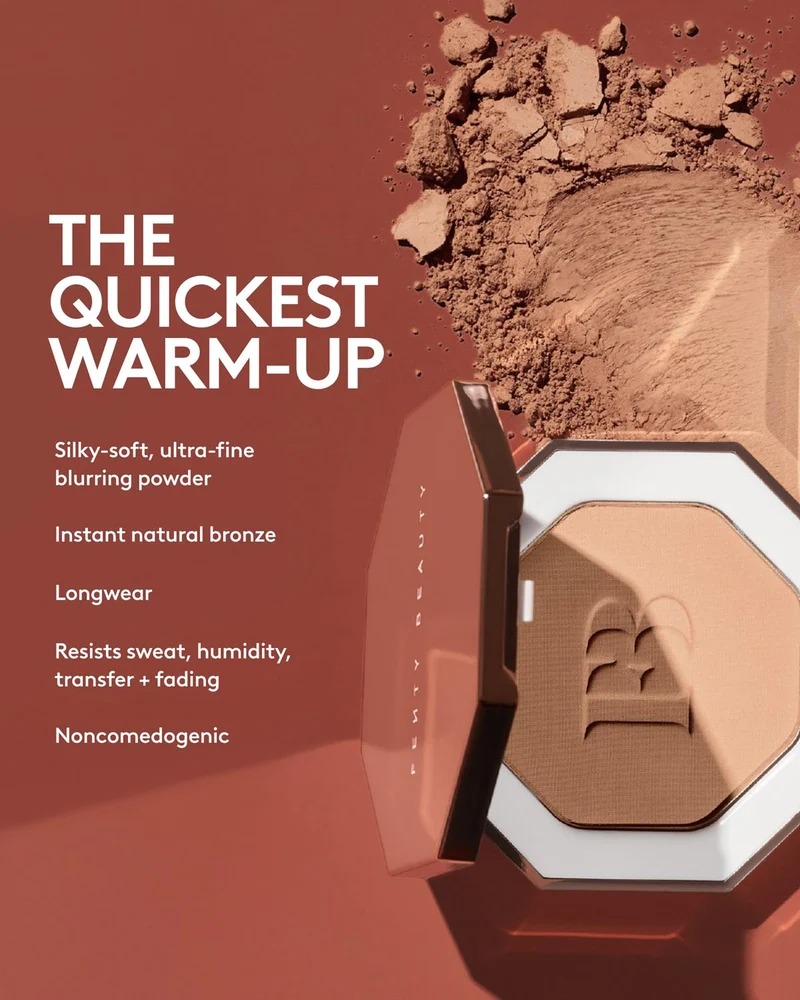 THE
QUICKEST
WARM-UP
Silky-soft, ultra-fine
blurring powder
Instant natural bronze
Longwear
Resists sweat, humidity,
transfer + fading
Noncomedogenic
FENTY BEAUTY
FB